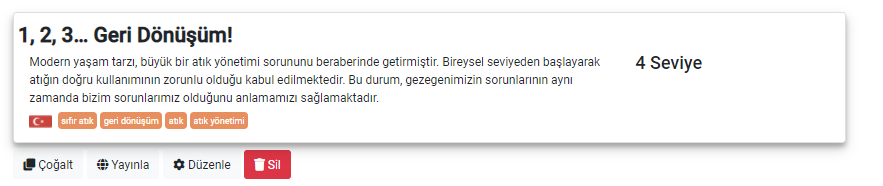 1, 2, 3… Geri Dönüşüm!
Modern yaşam tarzı, büyük bir atık yönetimi sorununu beraberinde getirmiştir. Bireysel seviyeden başlayarak
atığın doğru kullanımının zorunlu olduğu kabul edilmektedir. Bu durum, gezegenimizin sorunlarının aynı
zamanda bizim sorunlarımız olduğunu anlamamızı sağlamaktadır.
4 Seviye
sıfır atık geri dönüşüm atık atık yönetimi
Çoğalt Yayınla Düzenle Sil